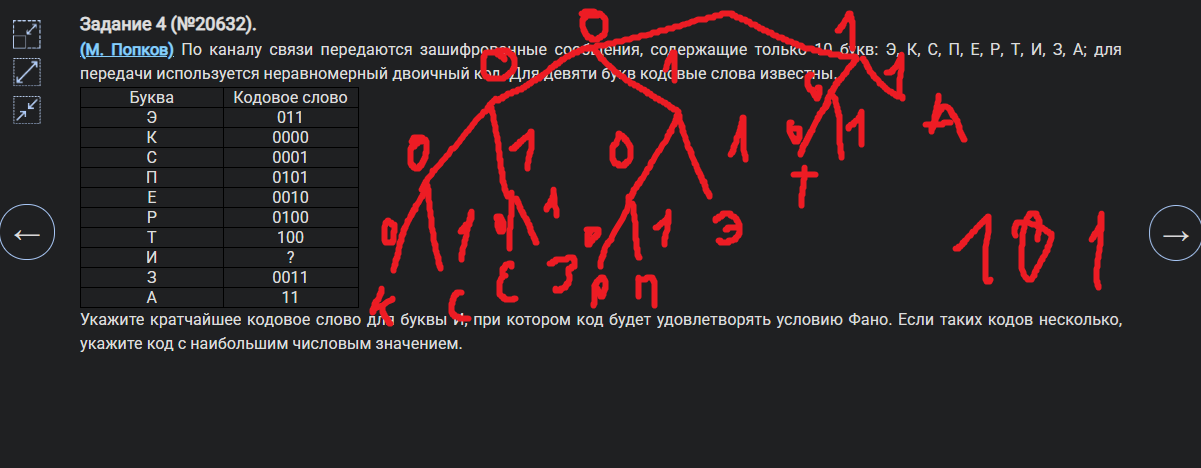 Задание 4 (№20632).
(М. Попков) По каналу связи передаются зашифрованные сообщения, содержащие только 10 букв: Э, К, С, П, Е, Р, Т, И, З, А; для
передачи используется неравномерный двоичный код. Для девяти букв кодовые слова известны.
Буква Кодовое слово
Э 011
К 0000
С 0001
П 0101
Е 0010
Р 0100
Т 100
И ?
З 0011
А 11
Укажите кратчайшее кодовое слово для буквы И, при котором код будет удовлетворять условию Фано. Если таких кодов несколько,
укажите код с наибольшим числовым значением.
0 1
0 1 0 1
0 1 0 1 0 1 А
0 1 0 1 0 1 Э Т
К С Е З Р П
101